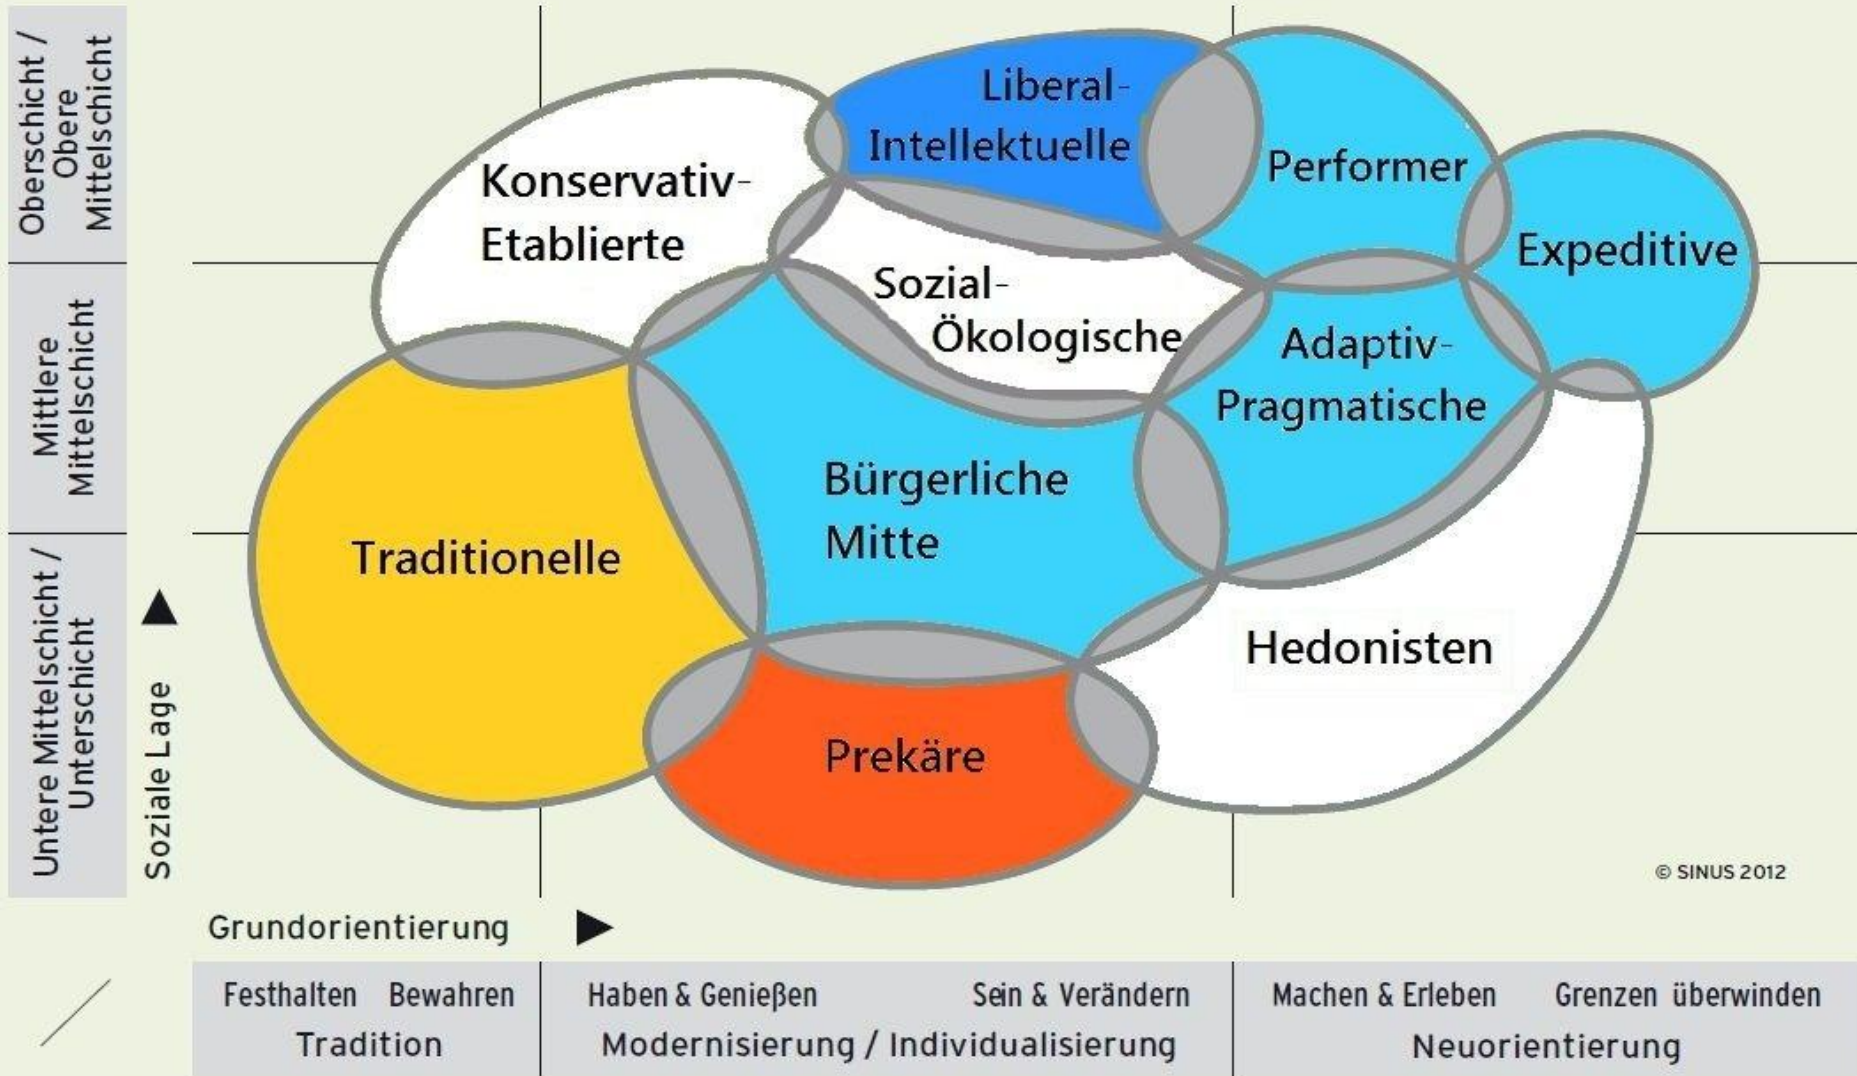 Oberschicht /
Obere
Mittelschicht
Mittlere
Mittelschicht
Untere Mittelschicht /
Unterschicht
Soziale Lage
Liberal-
Intellektuelle
Performer
Konservativ-
Etablierte
Expeditive
Sozial-
Ökologische
Adaptiv-
Pragmatische
Bürgerliche
Mitte
Traditionelle
Hedonisten
Prekäre
© SINUS 2012
Grundorientierung
Festhalten Bewahren
Tradition
Haben & Genießen Sein & Verändern
Modernisierung / Individualisierung
Machen & Erleben Grenzen überwinden
Neuorientierung